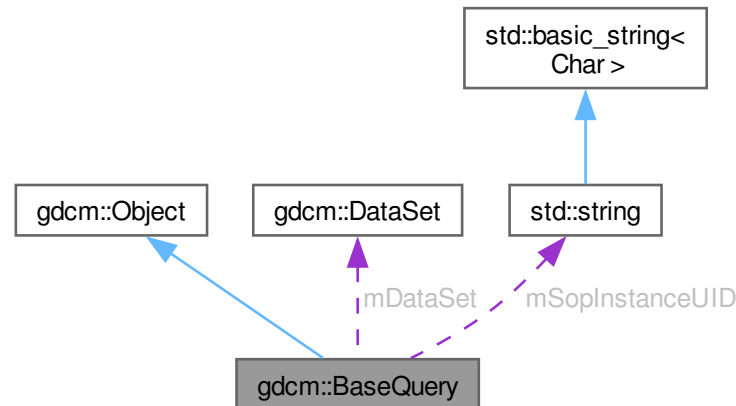 std::basic_string<
Char >
gdcm::Object
gdcm::DataSet
std::string
mDataSet
mSopInstanceUID
gdcm::BaseQuery